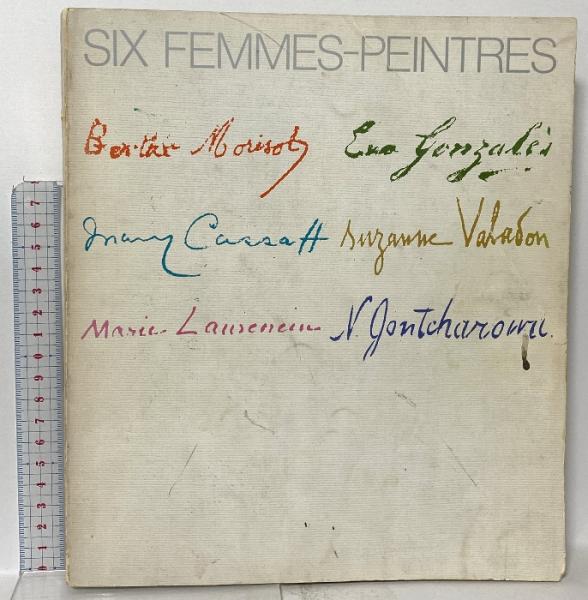 SIX FEMMES-PEINTRES
Berthe Morisot Eva Gonzalès
Mary Cassatt Suzanne Valadon
Marie Laurencin N. Gontcharowa